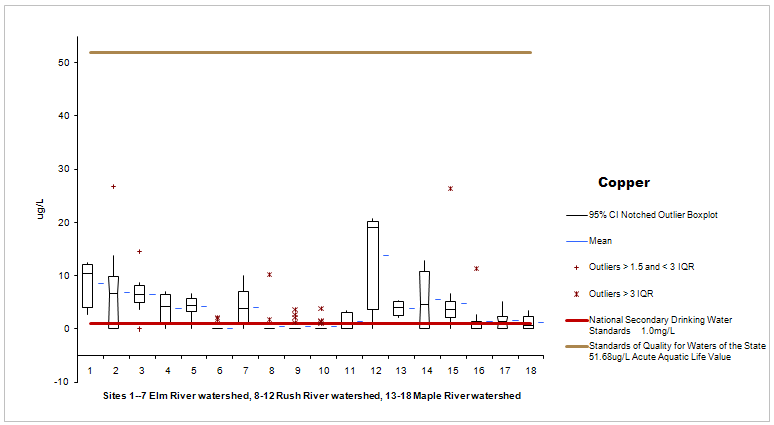 50
40
30
20
10
0
-10
ug/L
1 2 3 4 5 6 7 8 9 10 11 12 13 14 15 16 17 18
Sites 1--7 Elm River watershed, 8-12 Rush River watershed, 13-18 Maple River watershed
Copper
95% CI Notched Outlier Boxplot
Mean
Outliers > 1.5 and < 3 IQR
Outliers > 3 IQR
National Secondary Drinking Water
Standards 1.0mg/L
Standards of Quality for Waters of the State
51.68ug/L Acute Aquatic Life Value